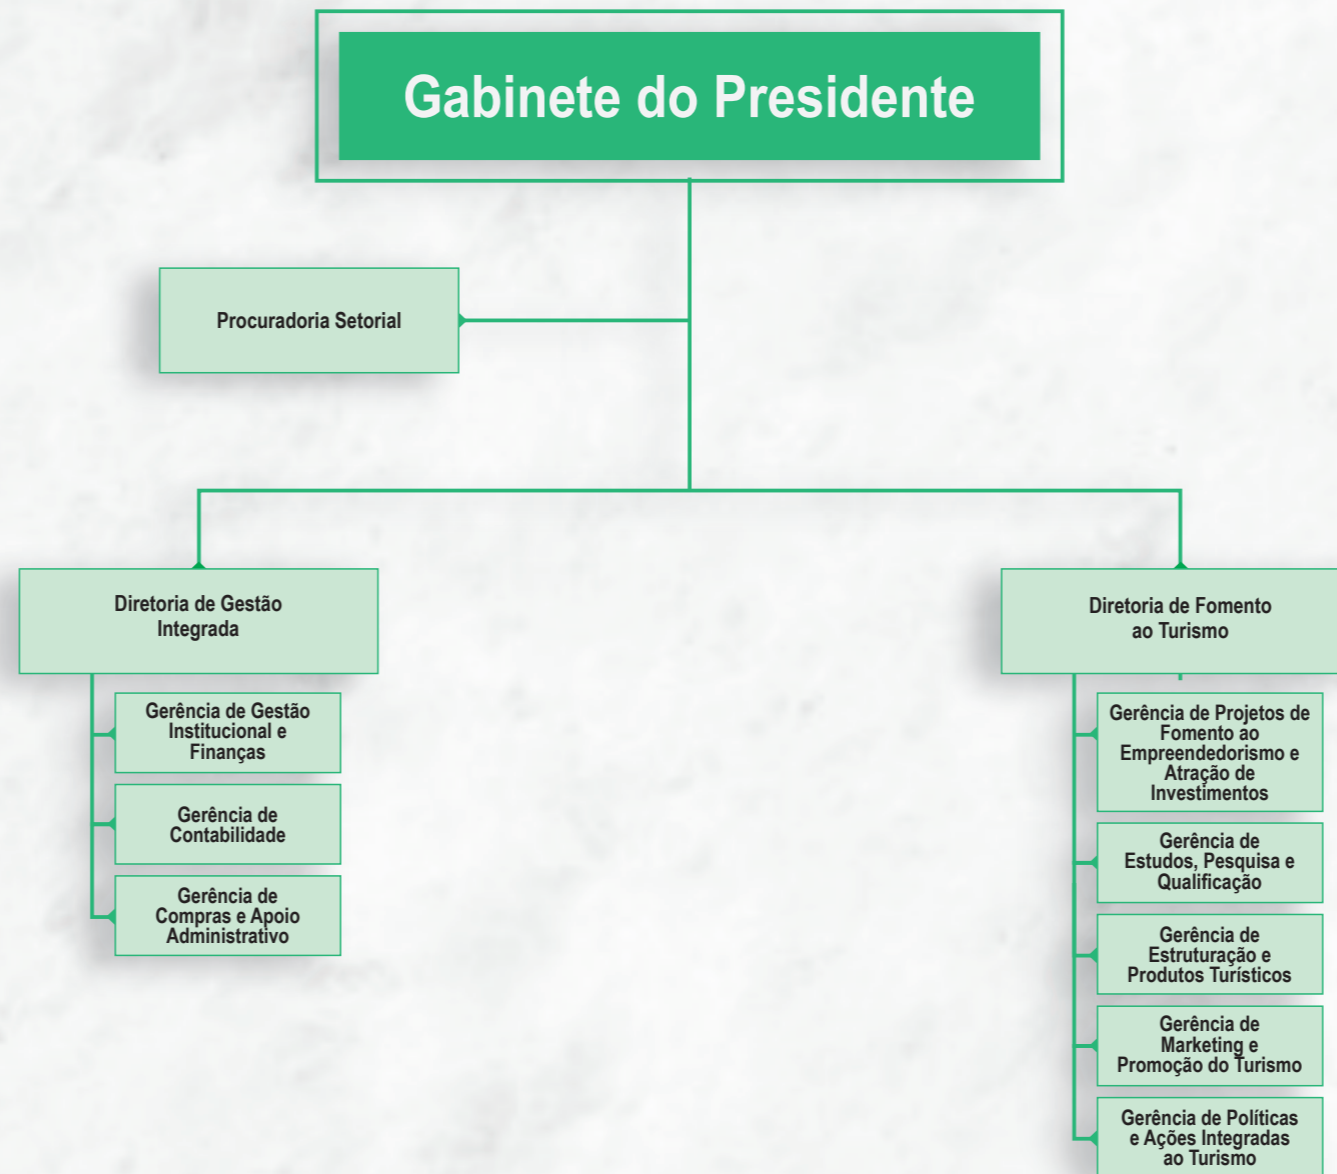 Gabinete do Presidente
Procuradoria Setorial
Diretoria de Gestão
Integrada
Gerência de Gestão
Institucional e
Finanças
Gerência de
Contabilidade
Gerência de
Compras e Apoio
Administrativo
Diretoria de Fomento
ao Turismo
Gerência de Projetos de
Fomento ao
Empreendedorismo e
Atração de
Investimentos
Gerência de
Estudos, Pesquisa e
Qualificação
Gerência de
Estruturação e
Produtos Turísticos
Gerência de
Marketing e
Promoção do Turismo
Gerência de Políticas
e Ações Integradas
ao Turismo